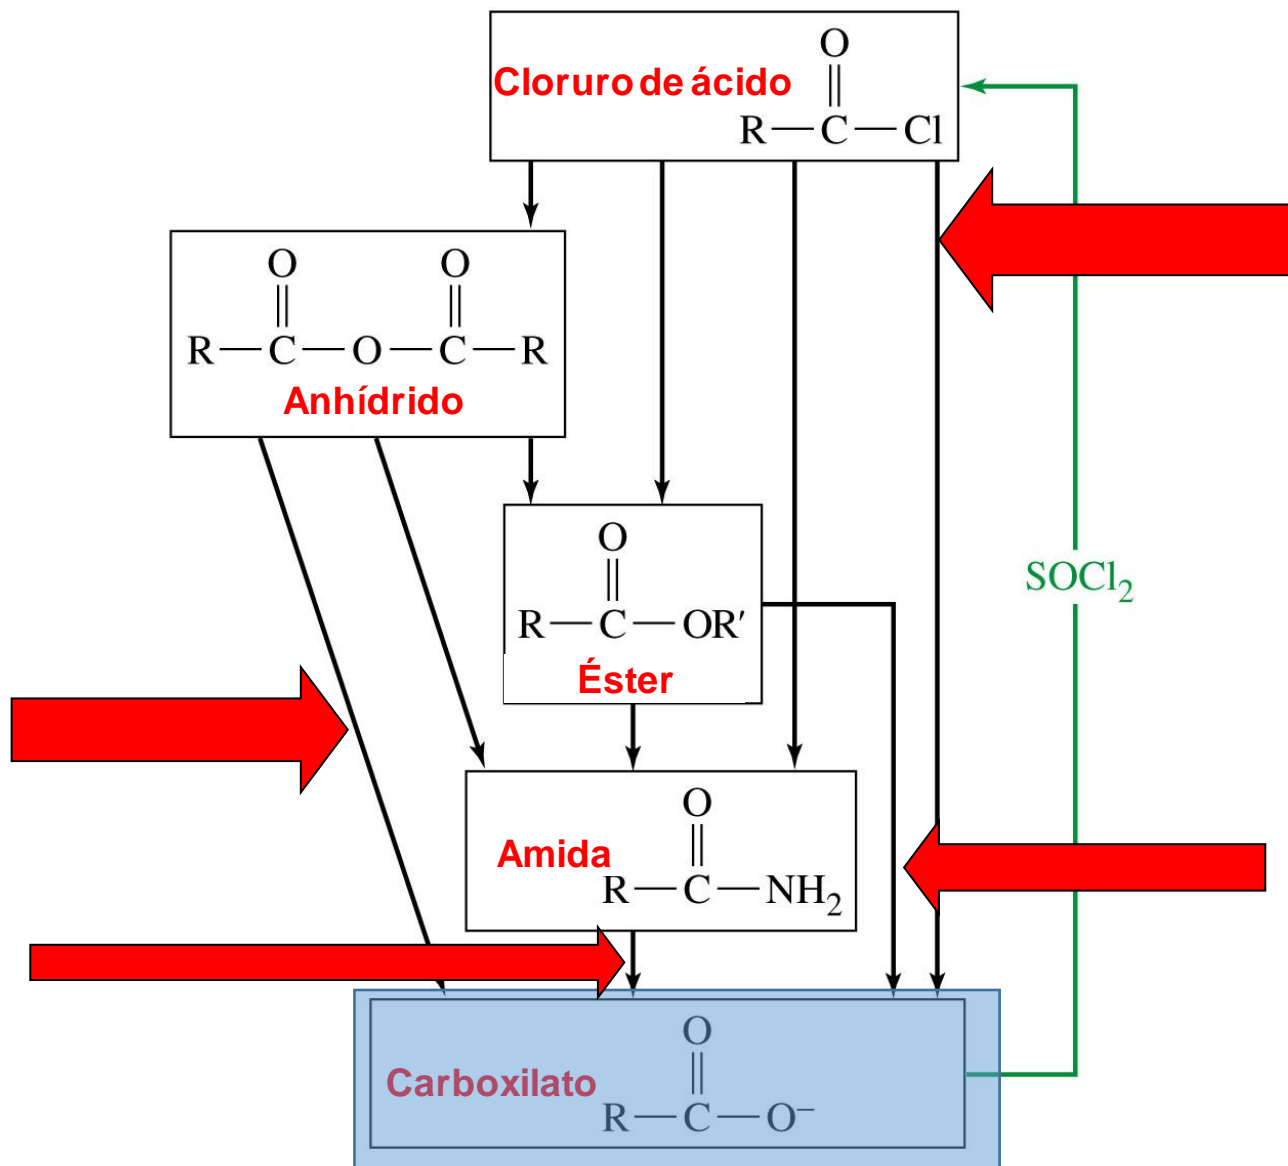 O
Cloruro de ácido
R—C—Cl
O O
R—C—O—C—R
Anhídrido
O
SOCl₂
R—C—OR′
Éster
O
Amida
R—C—NH₂
O
Carboxilato
R—C—O⁻